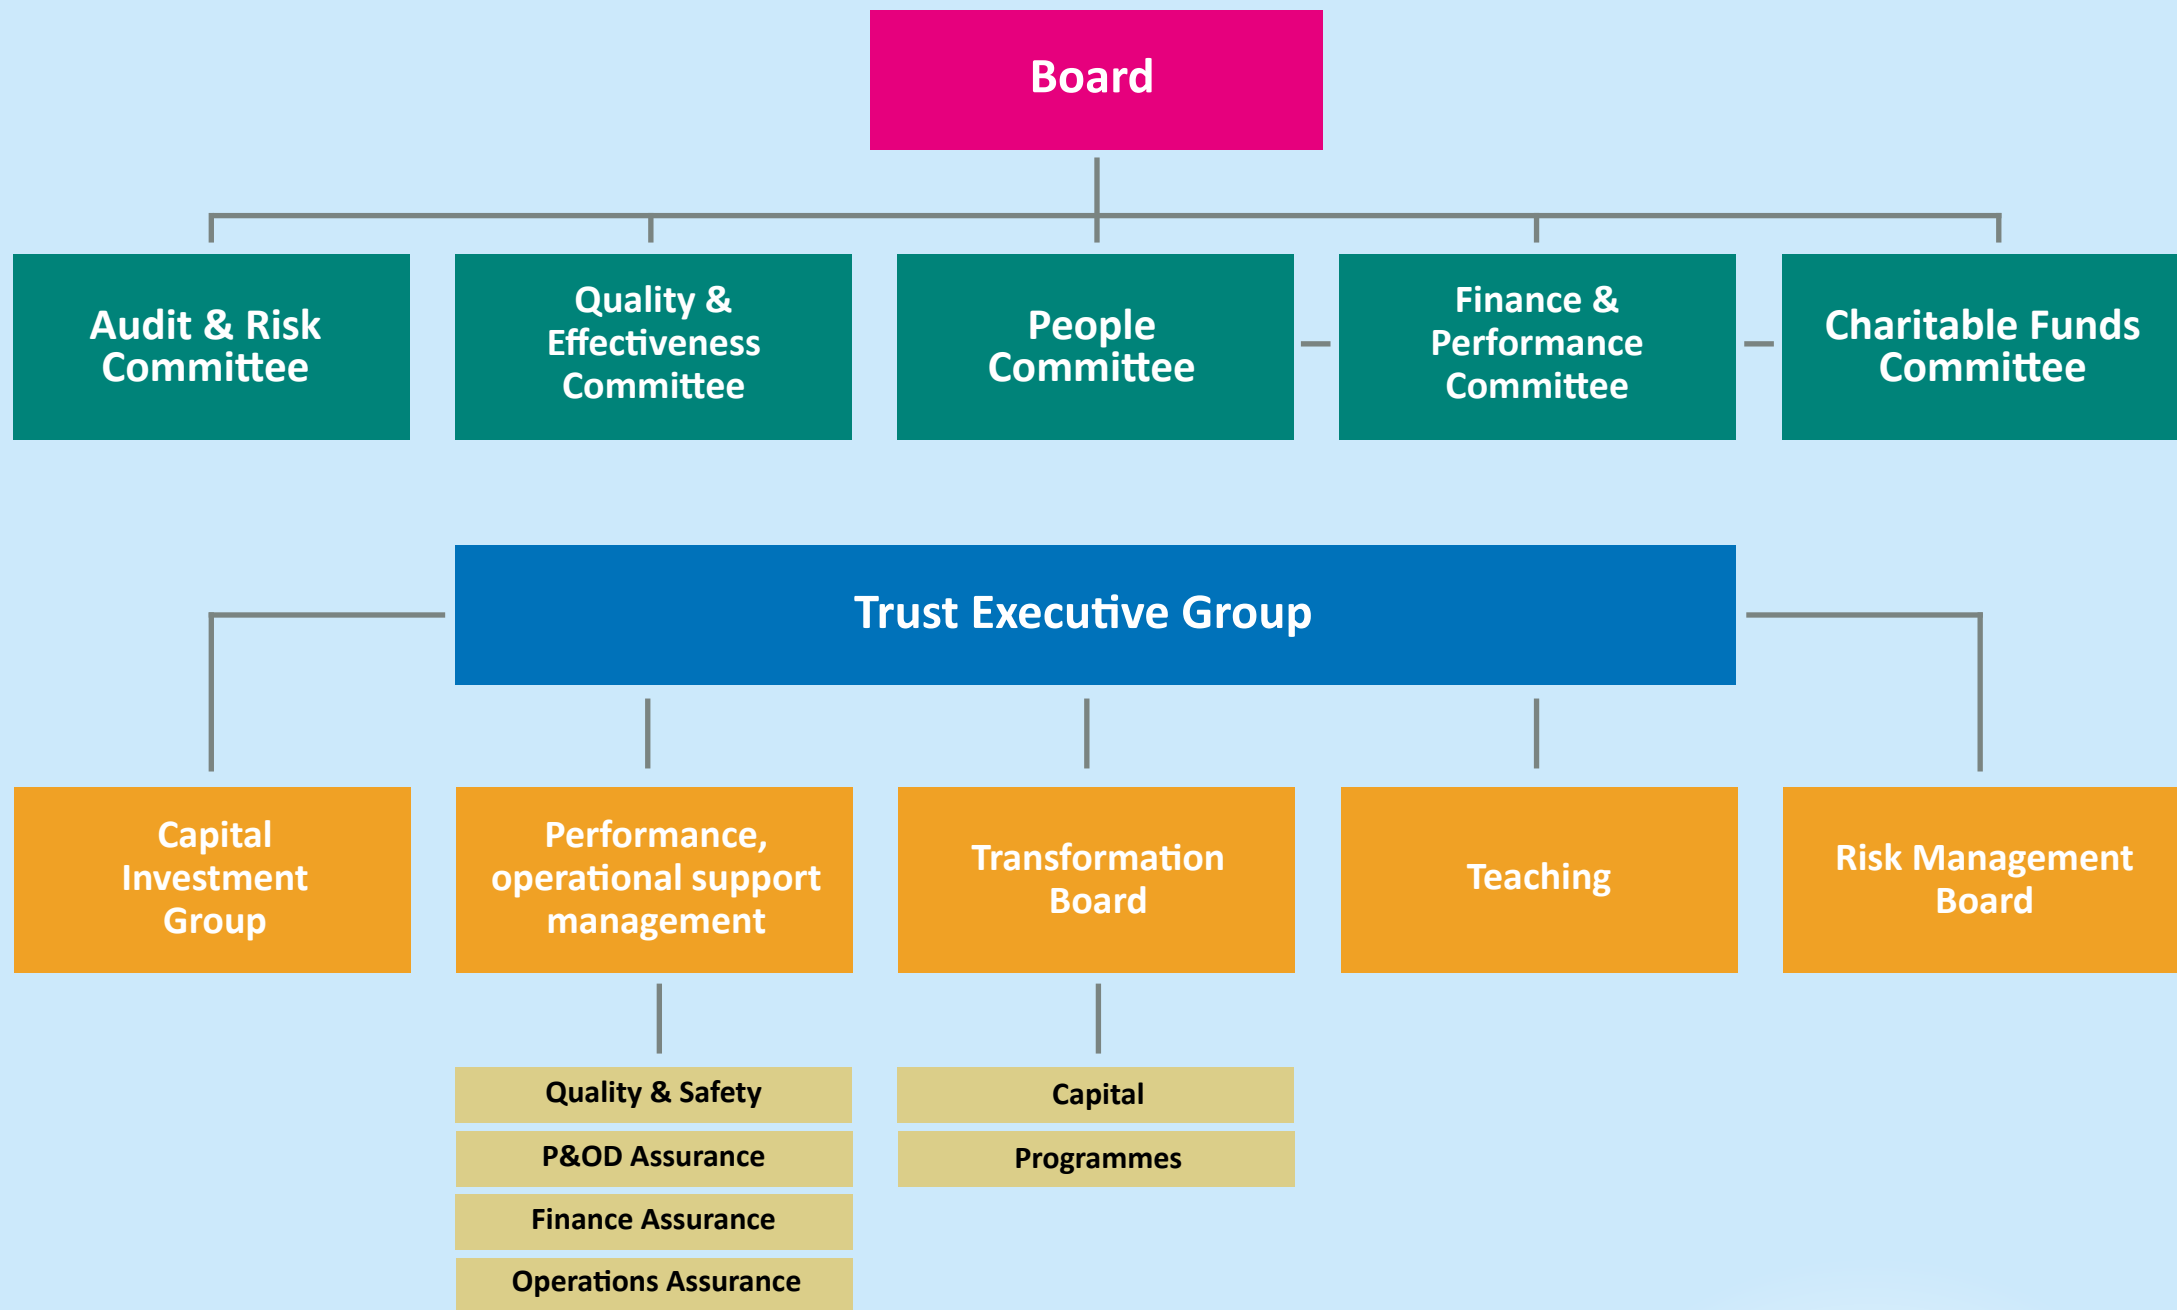 Board
Audit & Risk
Committee
Quality &
Effectiveness
Committee
People
Committee
Finance &
Performance
Committee
Charitable Funds
Committee
Trust Executive Group
Capital
Investment
Group
Performance,
operational support
management
Transformation
Board
Teaching
Risk Management
Board
Quality & Safety
P&OD Assurance
Finance Assurance
Operations Assurance
Capital
Programmes